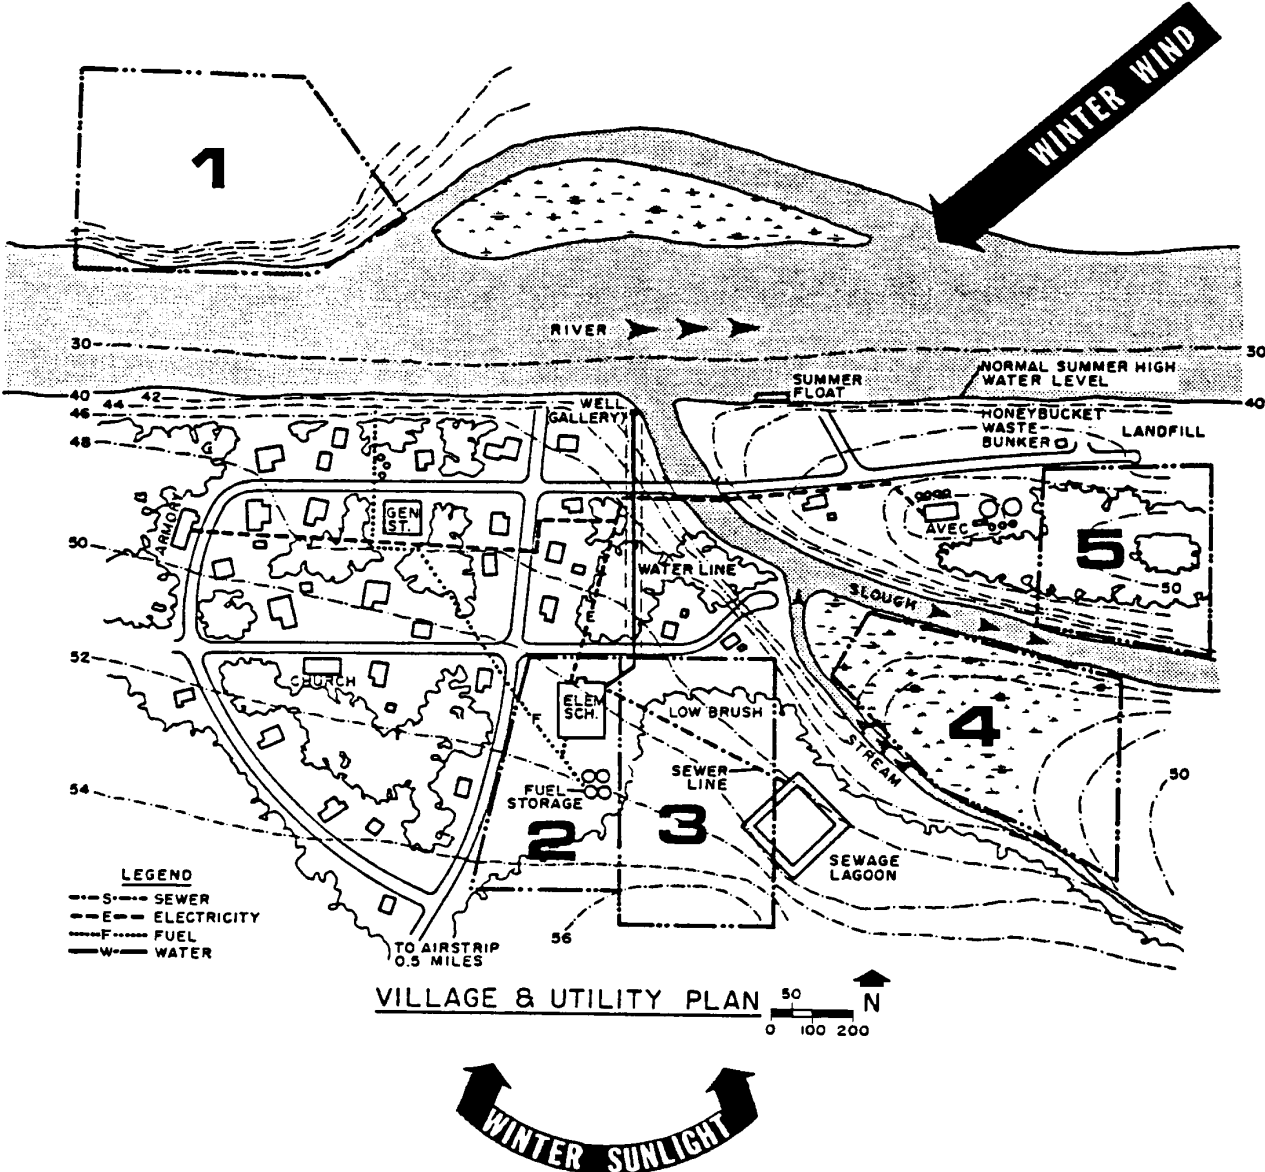 WINTER WIND
1
RIVER
30
30
NORMAL SUMMER HIGH
WATER LEVEL
SUMMER
FLOAT
40
42
44
46
48
40
WELL
GALLERY
HONEYBUCKET
WASTE
BUNKER
LANDFILL
G
ARMORY
GEN
ST.
AVEC
5
50
50
WATER LINE
E
SLOUGH
52
CHURCH
ELEM
SCH.
LOW BRUSH
4
F
STREAM
SEWER
LINE
50
54
FUEL
STORAGE
2
3
SEWAGE
LAGOON
LEGEND
S SEWER
E ELECTRICITY
F FUEL
W WATER
56
TO AIRSTRIP
0.5 MILES
VILLAGE & UTILITY PLAN
50
0 100 200
N
WINTER SUNLIGHT